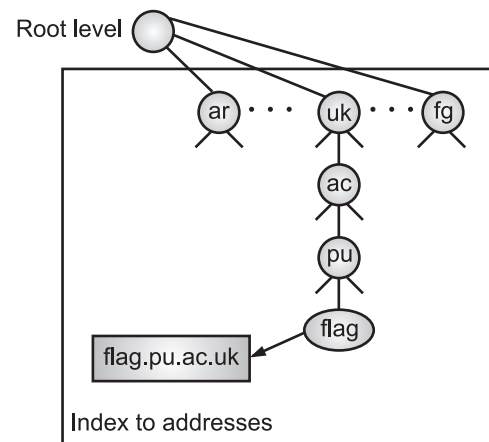 Root level
ar . . . uk . . . fg
ac
pu
flag
flag.pu.ac.uk
Index to addresses